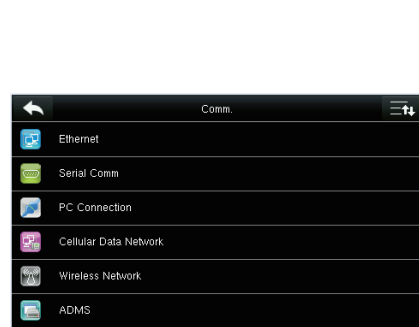 Comm.
Ethernet
Serial Comm
PC Connection
Cellular Data Network
Wireless Network
ADMS